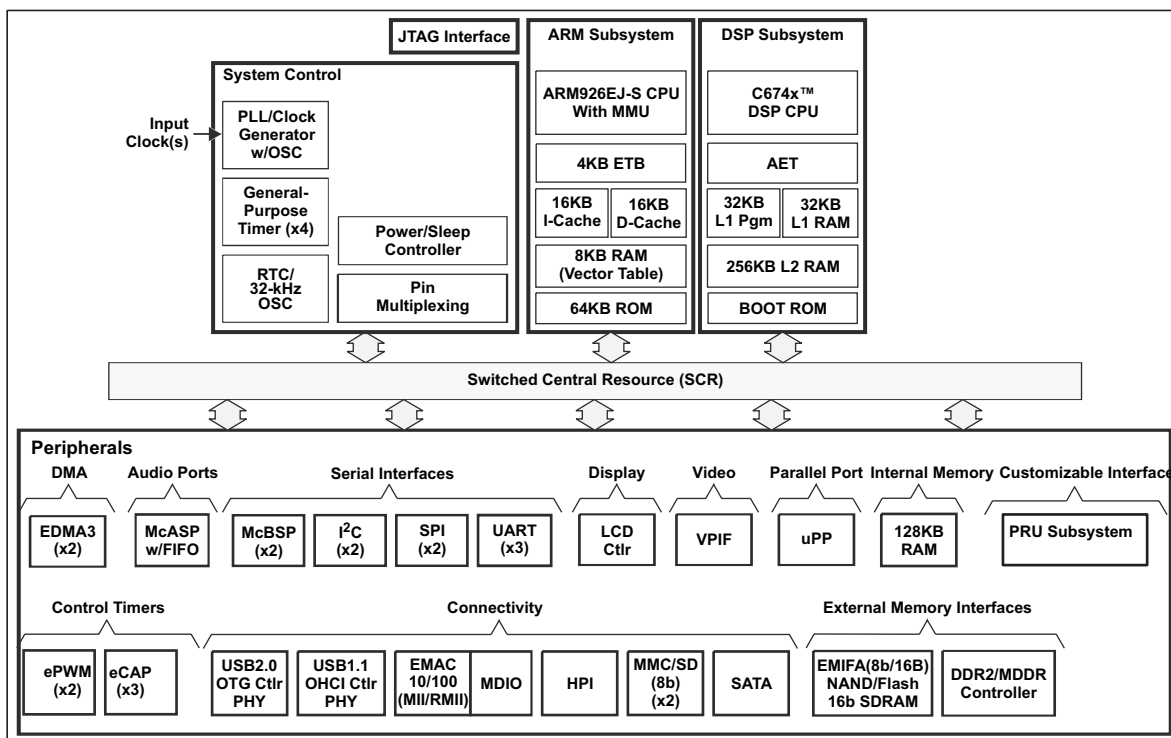 JTAG Interface
System Control
Input
Clock(s)
PLL/Clock
Generator
w/OSC
General-
Purpose
Timer (x4)
RTC/
32-kHz
OSC
Power/Sleep
Controller
Pin
Multiplexing
ARM Subsystem
ARM926EJ-S CPU
With MMU
4KB ETB
16KB
I-Cache
16KB
D-Cache
8KB RAM
(Vector Table)
64KB ROM
DSP Subsystem
C674x™
DSP CPU
AET
32KB
L1 Pgm
32KB
L1 RAM
256KB L2 RAM
BOOT ROM
Switched Central Resource (SCR)
Peripherals
DMA
EDMA3
(x2)
Audio Ports
McASP
w/FIFO
Serial Interfaces
McBSP
(x2)
I²C
(x2)
SPI
(x2)
UART
(x3)
Display
LCD
Ctlr
Video
VPIF
Parallel Port
uPP
Internal Memory
128KB
RAM
Customizable Interface
PRU Subsystem
Control Timers
ePWM
(x2)
eCAP
(x3)
Connectivity
USB2.0
OTG Ctlr
PHY
USB1.1
OHCI Ctlr
PHY
EMAC
10/100
(MII/RMII)
MDIO
HPI
MMC/SD
(8b)
(x2)
SATA
External Memory Interfaces
EMIFA(8b/16B)
NAND/Flash
16b SDRAM
DDR2/MDDR
Controller